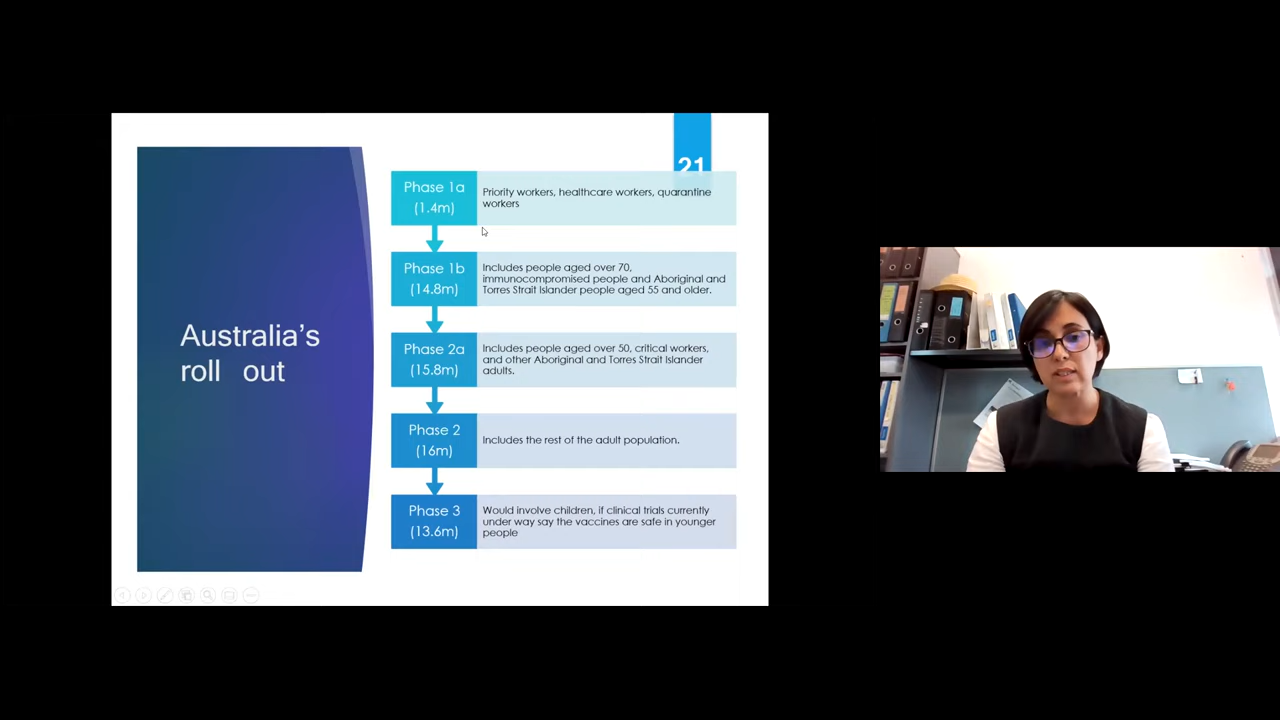 21
Australia's
roll out
Phase 1a
(1.4m)
Priority workers, healthcare workers, quarantine
workers
Phase 1b
(14.8m)
Includes people aged over 70,
immunocompromised people and Aboriginal and
Torres Strait Islander people aged 55 and older.
Phase 2a
(15.8m)
Includes people aged over 50, critical workers,
and other Aboriginal and Torres Strait Islander
adults.
Phase 2
(16m)
Includes the rest of the adult population.
Phase 3
(13.6m)
Would involve children, if clinical trials currently
under way say the vaccines are safe in younger
people